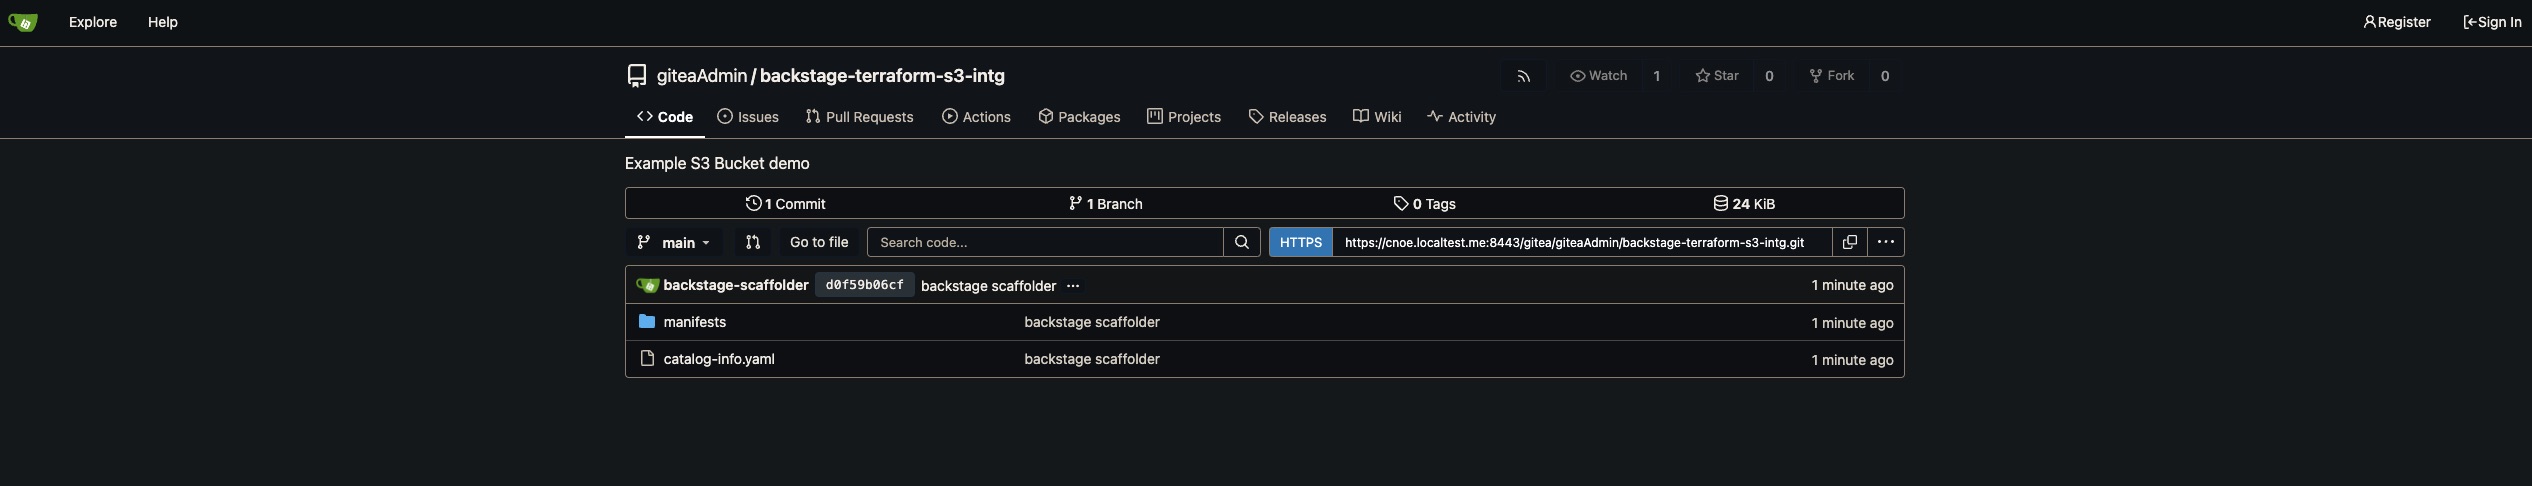 Explore Help Register Sign In
giteaAdmin / backstage-terraform-s3-intg Watch 1 Star 0 Fork 0
Code Issues Pull Requests Actions Packages Projects Releases Wiki Activity
Example S3 Bucket demo
1 Commit 1 Branch 0 Tags 24 KiB
main Go to file Search code... HTTPS https://cnoe.localtest.me:8443/gitea/giteaAdmin/backstage-terraform-s3-intg.git ...
backstage-scaffolder d0f59b06cf backstage scaffolder ... 1 minute ago
manifests backstage scaffolder 1 minute ago
catalog-info.yaml backstage scaffolder 1 minute ago